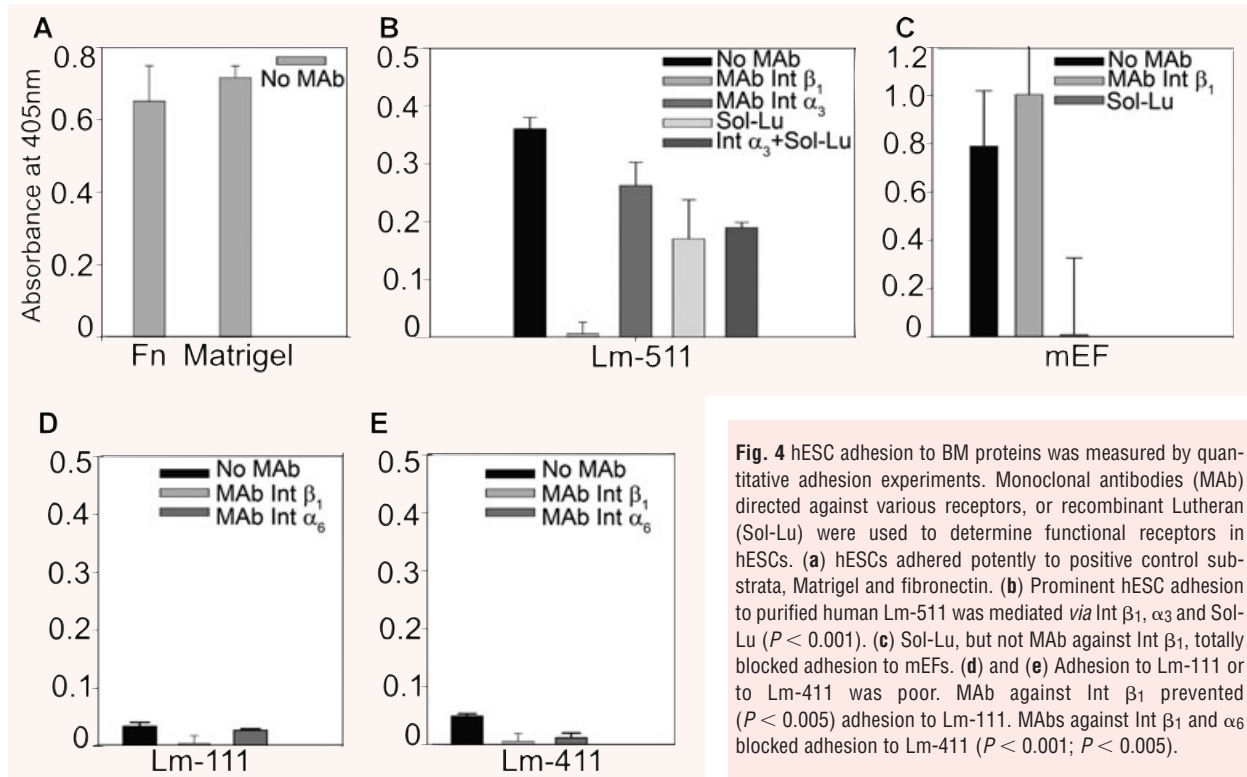 A
Absorbance at 405nm
0.8
0.6
0.4
0.2
0
No MAb
Fn Matrigel
B
0.5
0.4
0.3
0.2
0.1
0
No MAb
MAb Int β₁
MAb Int α₃
Sol-Lu
Int α₃+Sol-Lu
Lm-511
C
1.2
1.0
0.8
0.6
0.4
0.2
0
No MAb
MAb Int β₁
Sol-Lu
mEF
D
0.5
0.4
0.3
0.2
0.1
0
No MAb
MAb Int β₁
MAb Int α₆
Lm-111
E
0.5
0.4
0.3
0.2
0.1
0
No MAb
MAb Int β₁
MAb Int α₆
Lm-411
Fig. 4 hESC adhesion to BM proteins was measured by quan-
titative adhesion experiments. Monoclonal antibodies (MAb)
directed against various receptors, or recombinant Lutheran
(Sol-Lu) were used to determine functional receptors in
hESCs. (a) hESCs adhered potently to positive control sub-
strata, Matrigel and fibronectin. (b) Prominent hESC adhesion
to purified human Lm-511 was mediated via Int β₁, α₃ and Sol-
Lu (P < 0.001). (c) Sol-Lu, but not MAb against Int β₁, totally
blocked adhesion to mEFs. (d) and (e) Adhesion to Lm-111 or
to Lm-411 was poor. MAb against Int β₁ prevented
(P < 0.005) adhesion to Lm-111. MAbs against Int β₁ and α₆
blocked adhesion to Lm-411 (P < 0.001; P < 0.005).